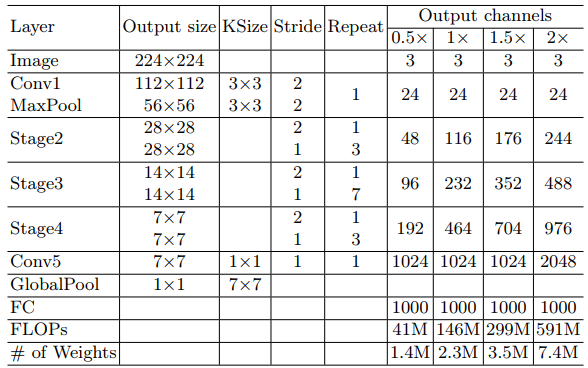 Layer Output size KSize Stride Repeat Output channels
0.5× 1× 1.5× 2×
Image 224×224 3 3 3 3
Conv1 112×112 3×3 2
MaxPool 56×56 3×3 2 1 24 24 24 24
Stage2 28×28 2 1 48 116 176 244
28×28 1 3
Stage3 14×14 2 1 96 232 352 488
14×14 1 7
Stage4 7×7 2 1 192 464 704 976
7×7 1 3
Conv5 7×7 1×1 1 1 1024 1024 1024 2048
GlobalPool 1×1 7×7
FC 1000 1000 1000 1000
FLOPs 41M 146M 299M 591M
# of Weights 1.4M 2.3M 3.5M 7.4M